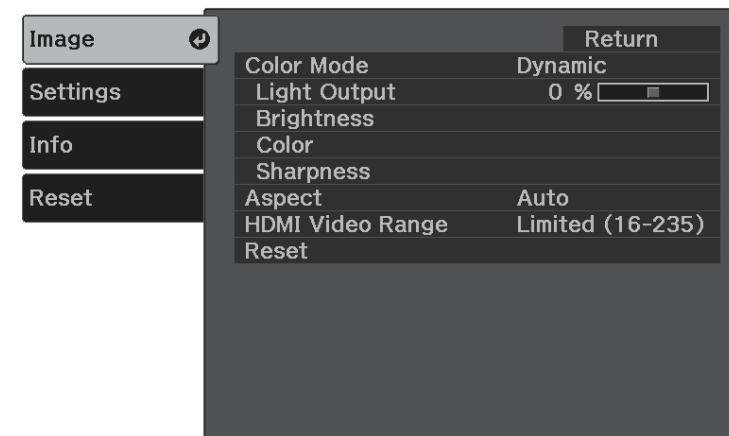 Image
Settings
Info
Reset
Return
Color Mode Dynamic
Light Output 0 %
Brightness
Color
Sharpness
Aspect Auto
HDMI Video Range Limited (16-235)
Reset